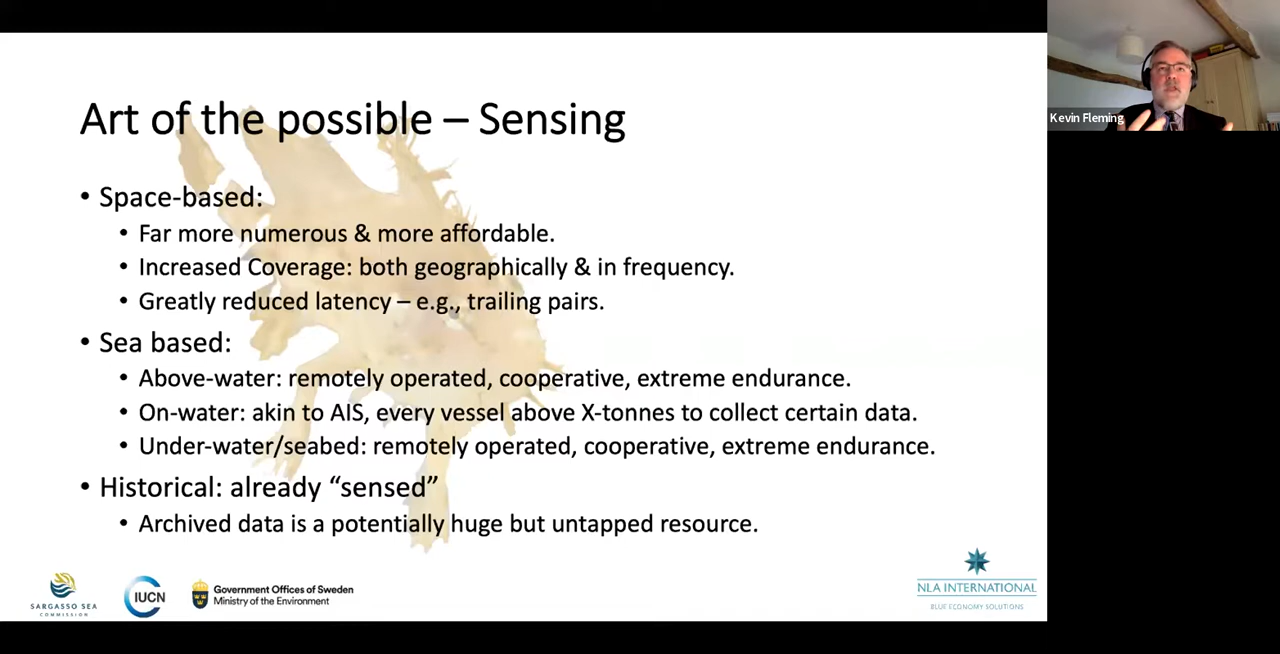 Art of the possible – Sensing
• Space-based:
• Far more numerous & more affordable.
• Increased Coverage: both geographically & in frequency.
• Greatly reduced latency – e.g., trailing pairs.
• Sea based:
• Above-water: remotely operated, cooperative, extreme endurance.
• On-water: akin to AIS, every vessel above X-tonnes to collect certain data.
• Under-water/seabed: remotely operated, cooperative, extreme endurance.
• Historical: already “sensed”
• Archived data is a potentially huge but untapped resource.
SARGASSO SEA
COMMISSION
IUCN
Government Offices of Sweden
Ministry of the Environment
NLA INTERNATIONAL
BLUE ECONOMY SOLUTIONS
Kevin Fleming